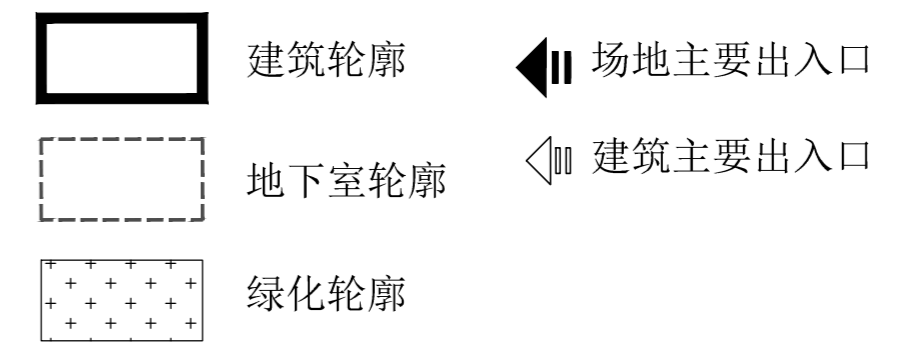 建筑轮廓
地下室轮廓
绿化轮廓
场地主要出入口
建筑主要出入口